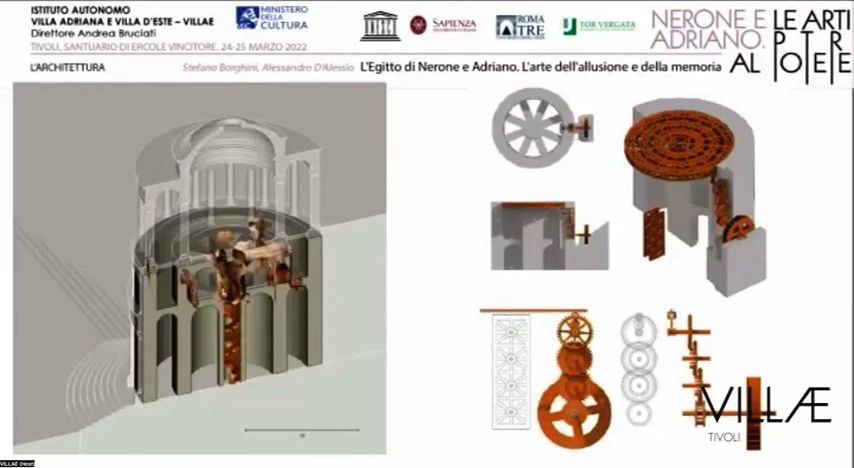 ISTITUTO AUTONOMO
VILLA ADRIANA E VILLA D'ESTE – VILLAE
Direttore Andrea Bruciati
TIVOLI, SANTUARIO DI ERCOLE VINCITORE. 24-25 MARZO 2022
MINISTERO
DELLA
CULTURA
UNESCO
SAPIENZA
ROMA
TRE
TOR VERGATA
NERONE E
ADRIANO.
LE ARTI
AL POTERE
L'ARCHITETTURA
Stefano Borghini, Alessandro D'Alessio L'Egitto di Nerone e Adriano. L'arte dell'allusione e della memoria
VILLÆ
TIVOLI
VILLAE (Host)